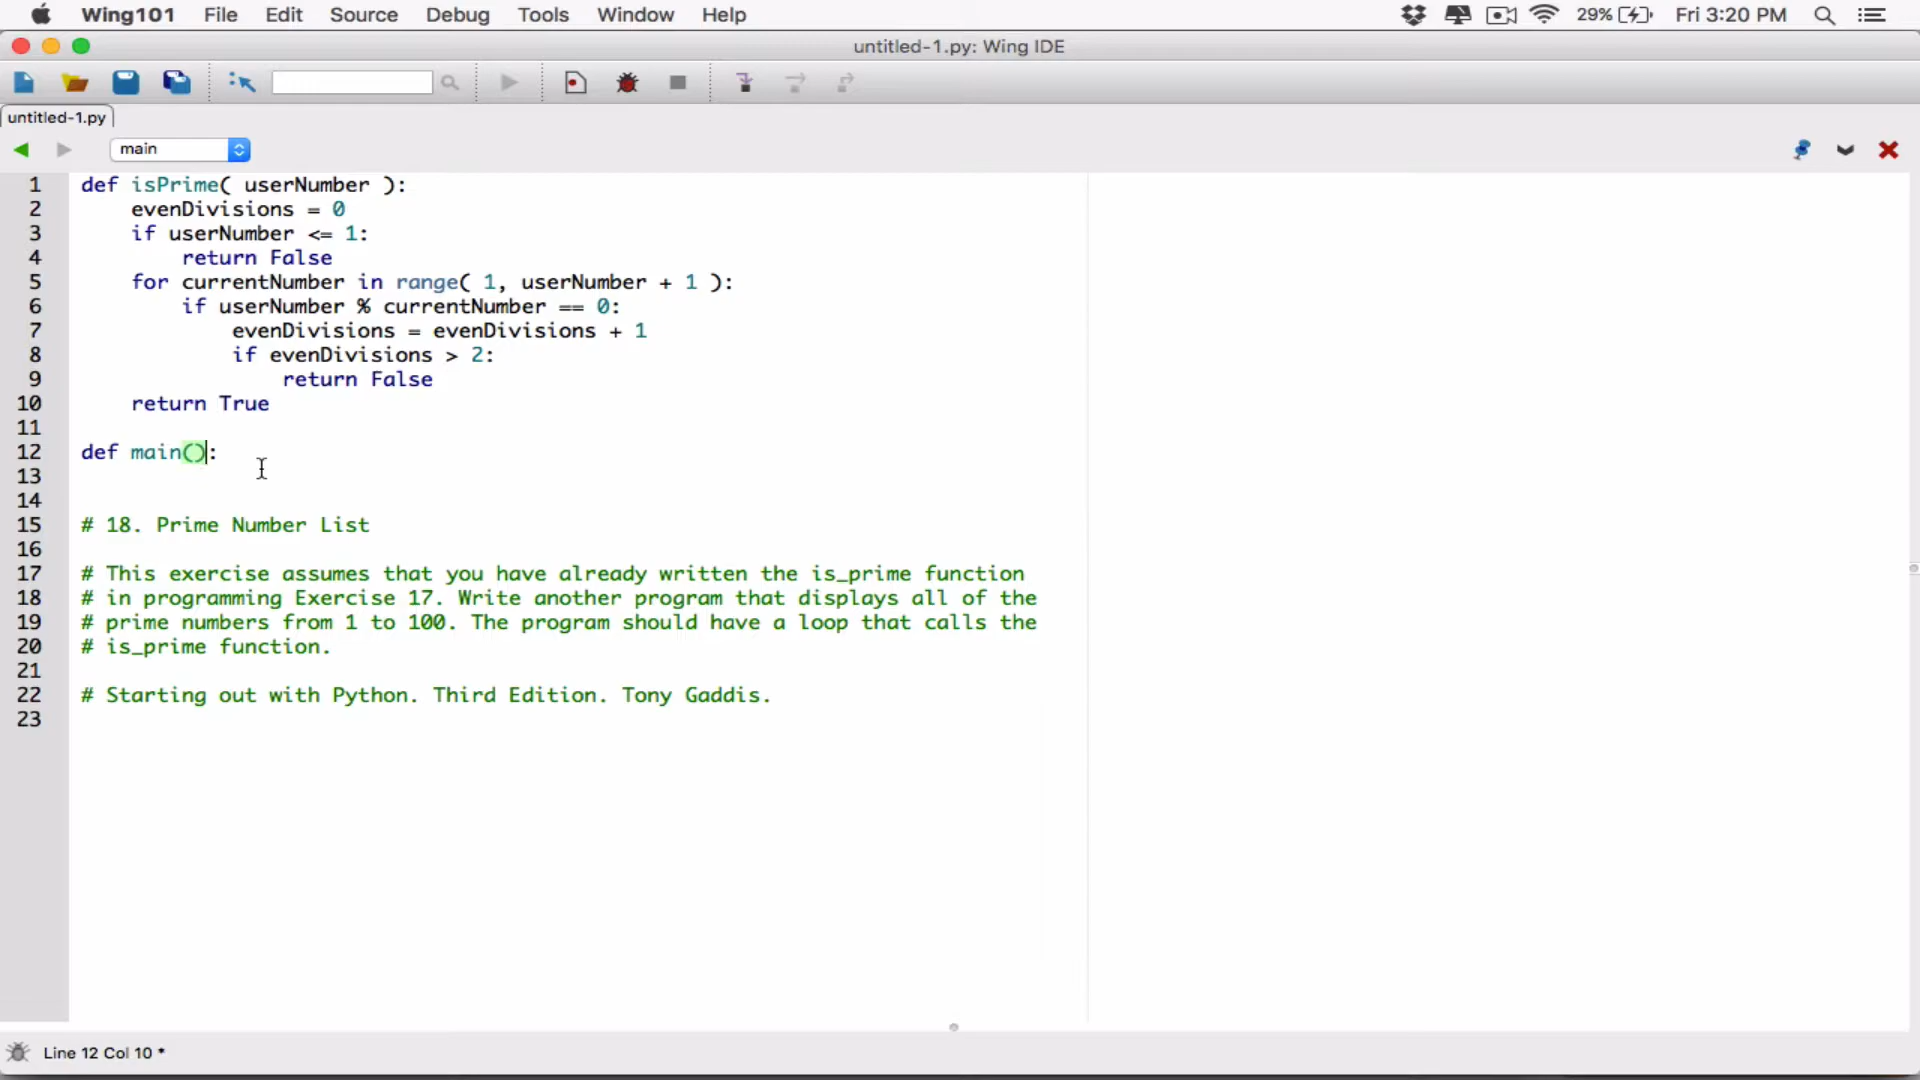 Wing101 File Edit Source Debug Tools Window Help 29% Fri 3:20 PM
untitled-1.py: Wing IDE
untitled-1.py
main
1 def isPrime( userNumber ):
2     evenDivisions = 0
3     if userNumber <= 1:
4         return False
5     for currentNumber in range( 1, userNumber + 1 ):
6         if userNumber % currentNumber == 0:
7             evenDivisions = evenDivisions + 1
8             if evenDivisions > 2:
9                 return False
10     return True
11
12 def main():
13
14
15 # 18. Prime Number List
16
17 # This exercise assumes that you have already written the is_prime function
18 # in programming Exercise 17. Write another program that displays all of the
19 # prime numbers from 1 to 100. The program should have a loop that calls the
20 # is_prime function.
21
22 # Starting out with Python. Third Edition. Tony Gaddis.
23
Line 12 Col 10 *